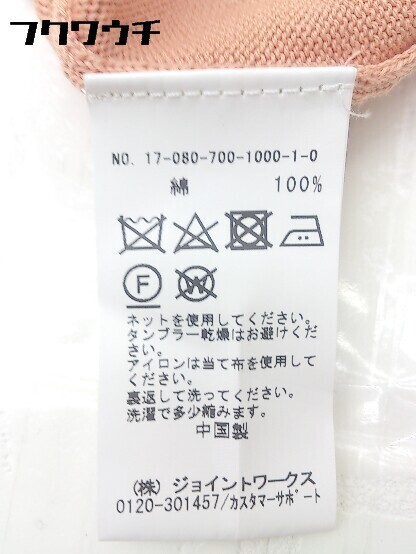 フクワウチ
NO. 17-080-700-1000-1-0
綿 100%
F
W
ネットを使用してください。
タンブラー乾燥はお避けくだ
さい。
アイロンは当て布を使用して
ください。
裏返して洗ってください。
洗濯で多少縮みます。
中国製
(株) ジョイントワークス
0120-301457/カスタマーサポート